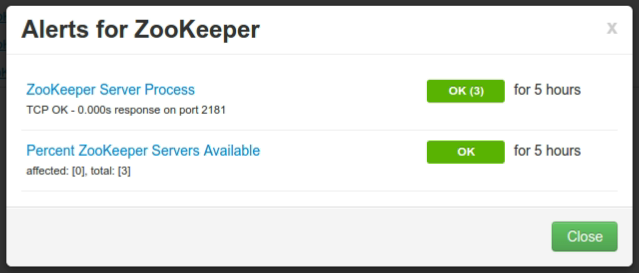 Alerts for ZooKeeper
x
ZooKeeper Server Process
OK (3)
for 5 hours
TCP OK - 0.000s response on port 2181
Percent ZooKeeper Servers Available
OK
for 5 hours
affected: [0], total: [3]
Close